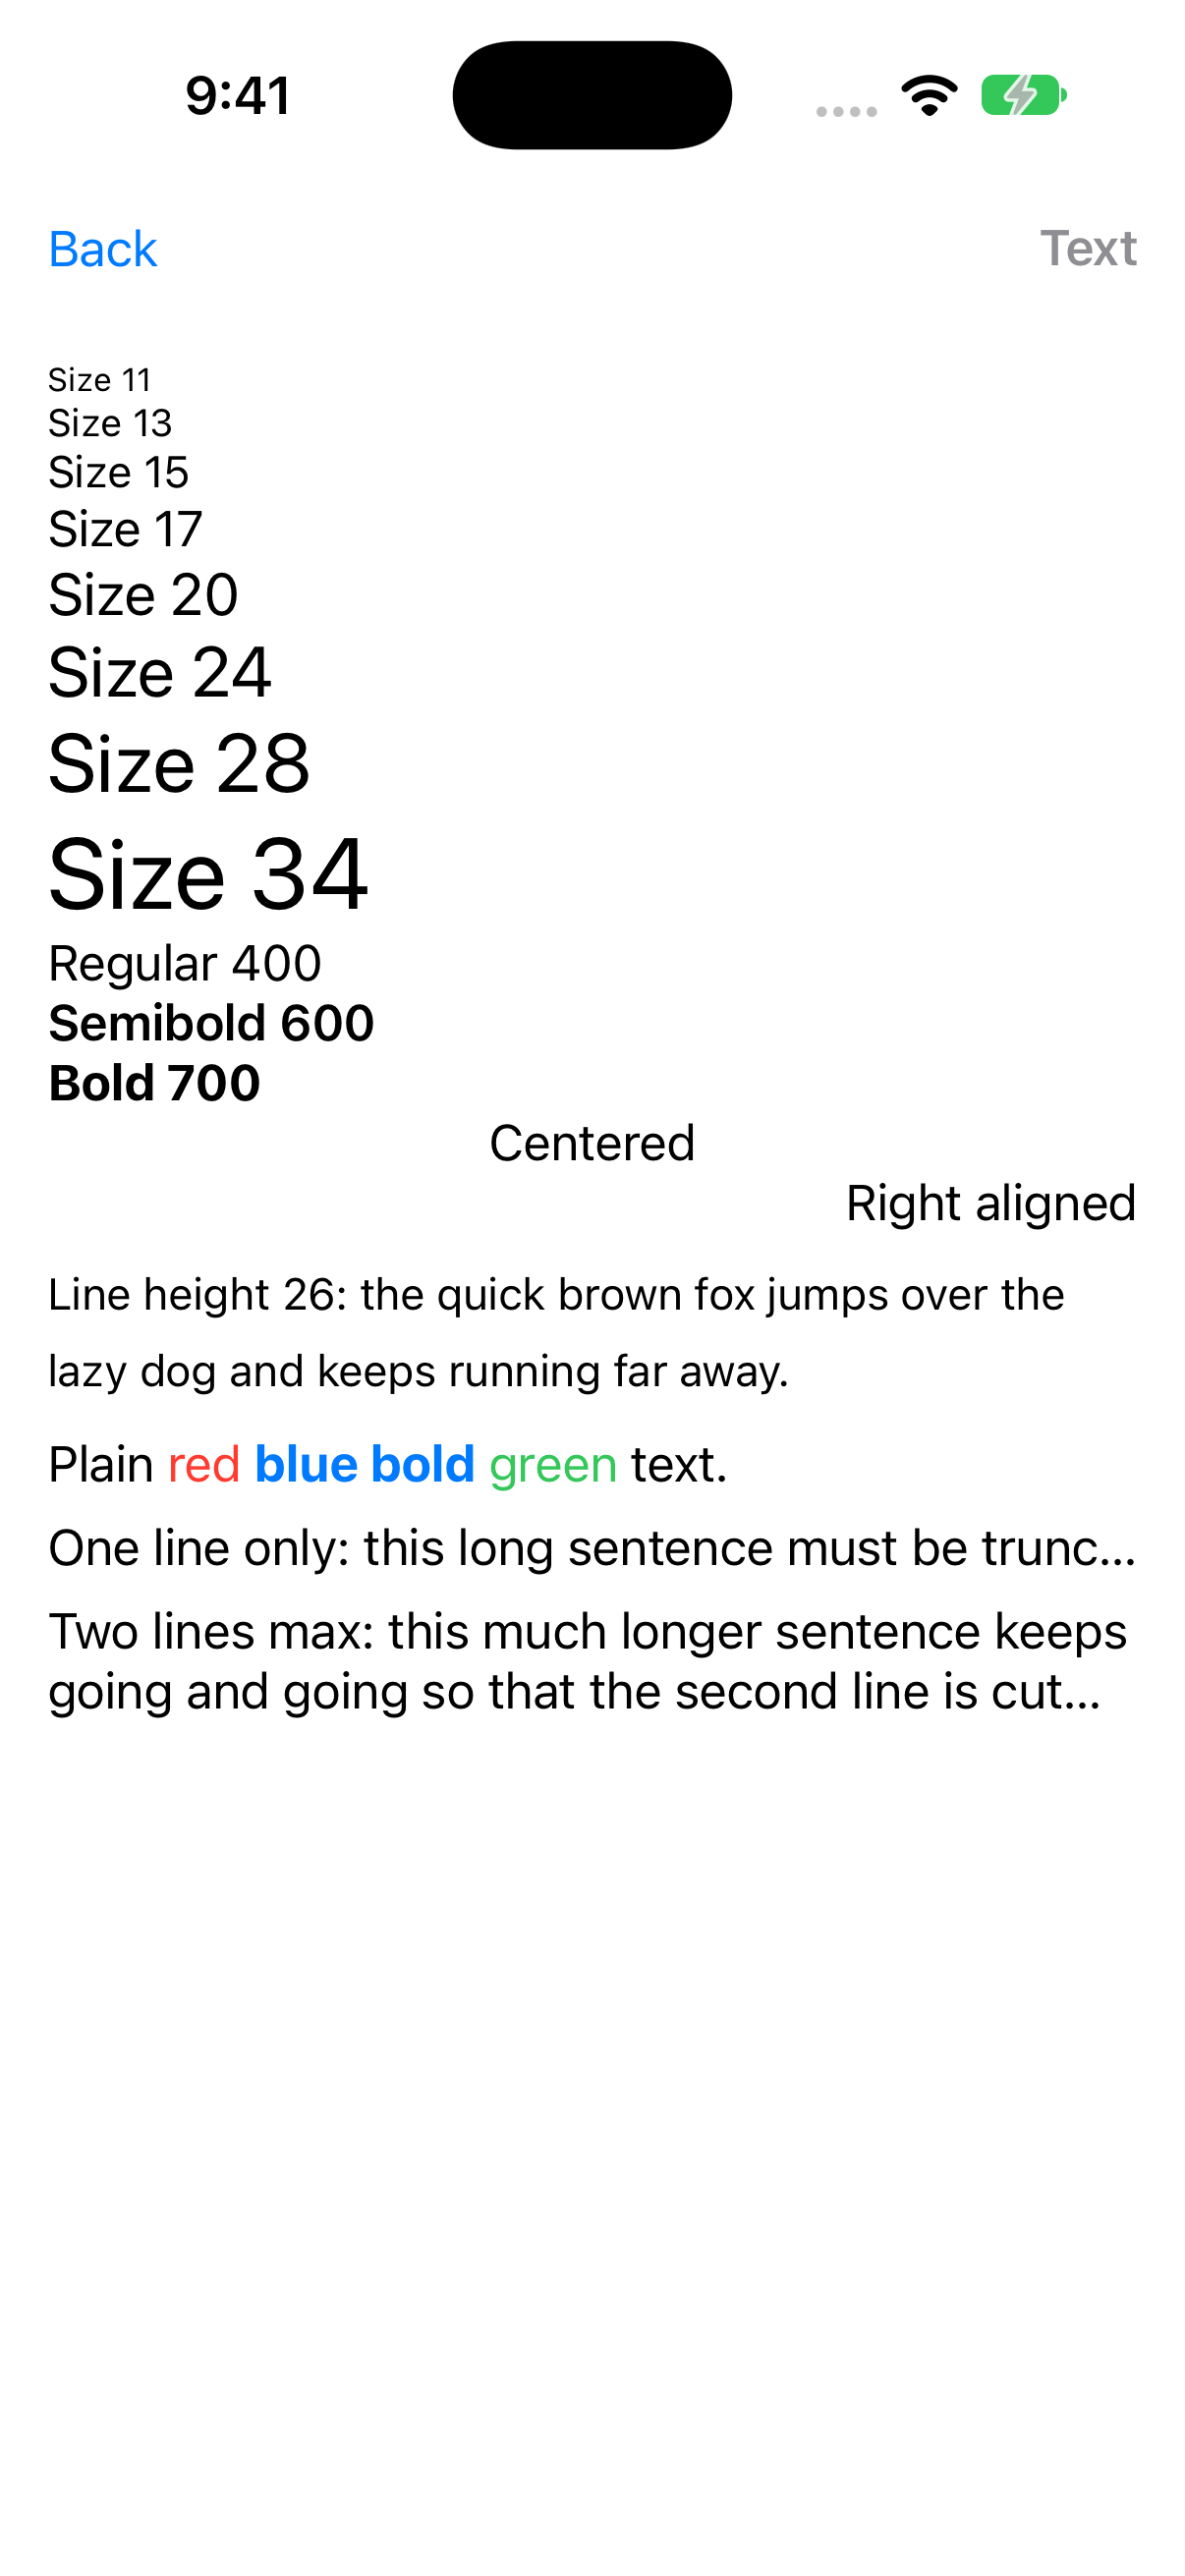 9:41
Back
Text
Size 11
Size 13
Size 15
Size 17
Size 20
Size 24
Size 28
Size 34
Regular 400
Semibold 600
Bold 700
Centered
Right aligned
Line height 26: the quick brown fox jumps over the
lazy dog and keeps running far away.
Plain red blue bold green text.
One line only: this long sentence must be trunc...
Two lines max: this much longer sentence keeps
going and going so that the second line is cut...